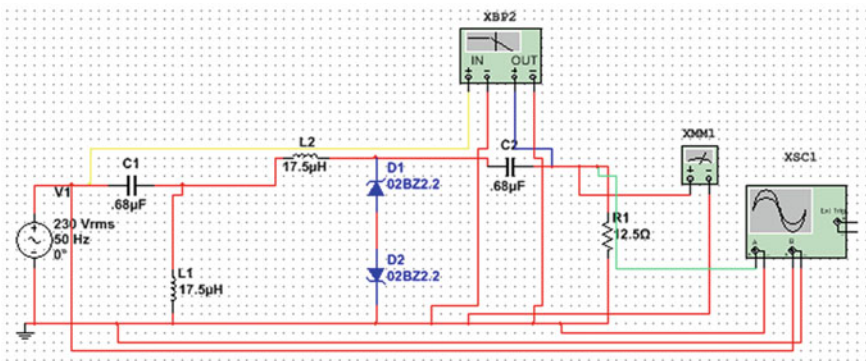 XBP2
IN OUT
XMM1
XSC1
Ext Trig
A B
V1
230 Vrms
50 Hz
0°
C1
.68µF
L1
17.5µH
L2
17.5µH
D1
02BZ2.2
D2
02BZ2.2
C2
.68µF
R1
12.5Ω